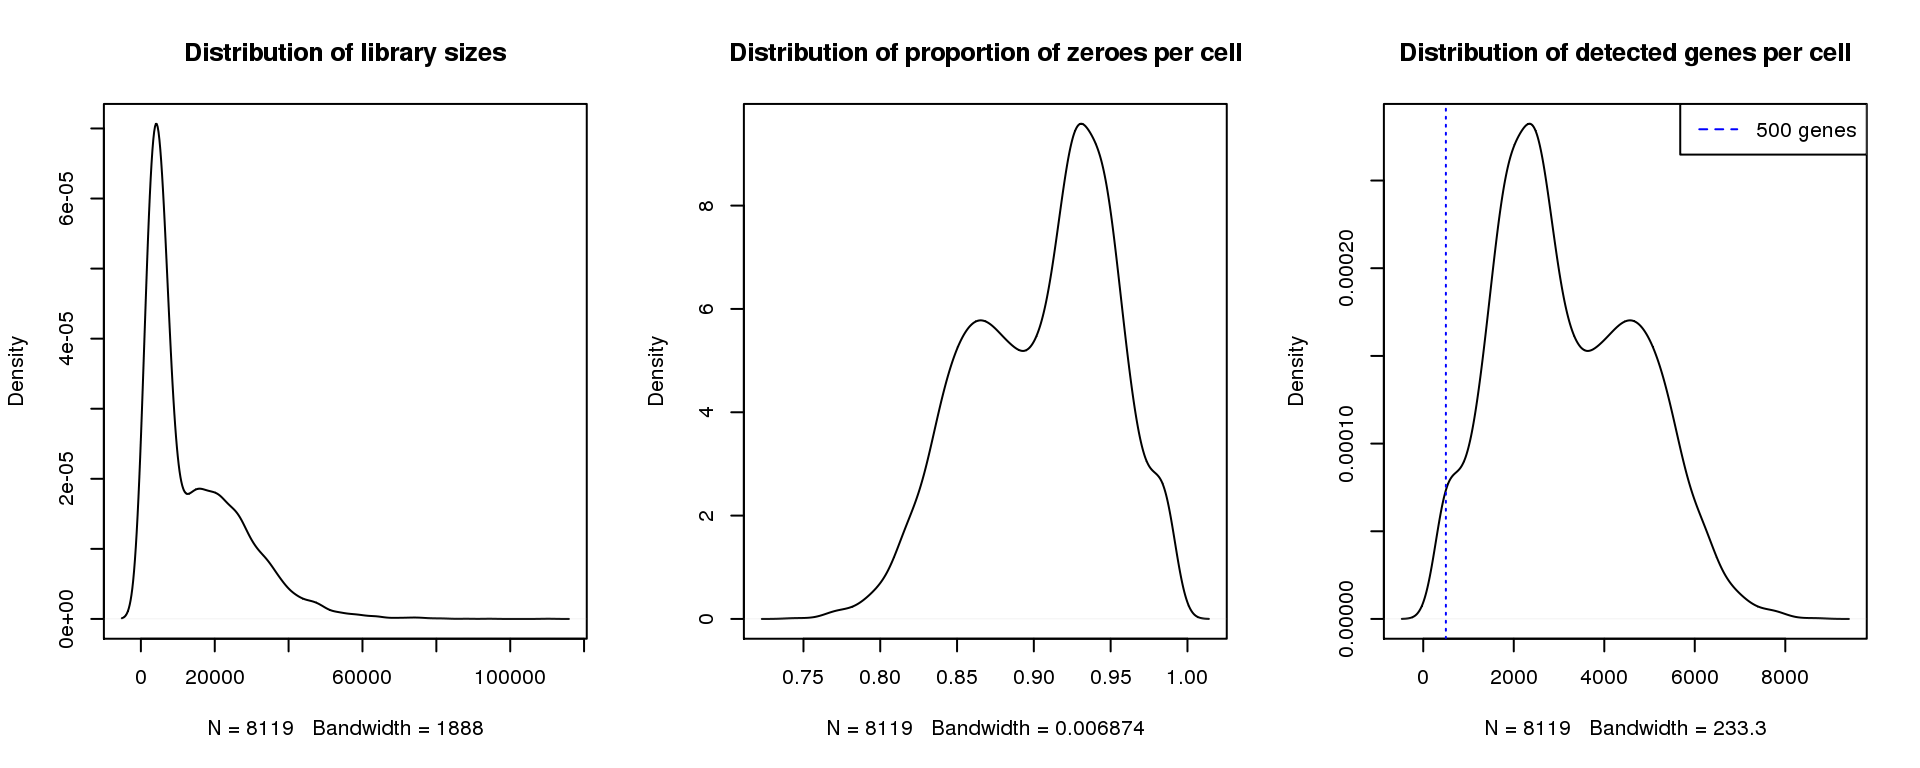 Distribution of library sizes
Density
0e+00
2e-05
4e-05
6e-05
0 20000 60000 100000
N = 8119 Bandwidth = 1888
Distribution of proportion of zeroes per cell
Density
0
2
4
6
8
0.75 0.80 0.85 0.90 0.95 1.00
N = 8119 Bandwidth = 0.006874
Distribution of detected genes per cell
500 genes
Density
0.00000
0.00010
0.00020
0 2000 4000 6000 8000
N = 8119 Bandwidth = 233.3